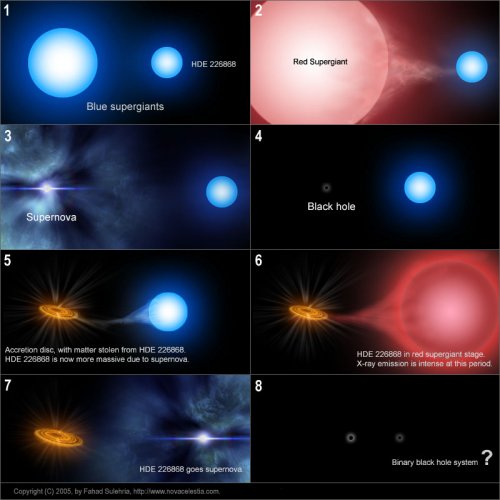 1
HDE 226868
Blue supergiants
2
Red Supergiant
3
Supernova
4
Black hole
5
Accretion disc, with matter stolen from HDE 226868.
HDE 226868 is now more massive due to supernova.
6
HDE 226868 in red supergiant stage.
X-ray emission is intense at this period.
7
HDE 226868 goes supernova
8
Binary black hole system ?
Copyright (C) 2005, by Fahad Sulehria, http://www.novacelestia.com.